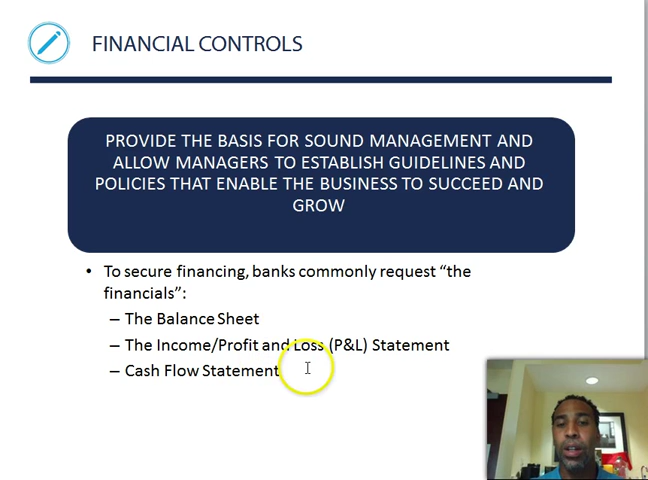 FINANCIAL CONTROLS
PROVIDE THE BASIS FOR SOUND MANAGEMENT AND
ALLOW MANAGERS TO ESTABLISH GUIDELINES AND
POLICIES THAT ENABLE THE BUSINESS TO SUCCEED AND
GROW
• To secure financing, banks commonly request “the
financials”:
– The Balance Sheet
– The Income/Profit and Loss (P&L) Statement
– Cash Flow Statement